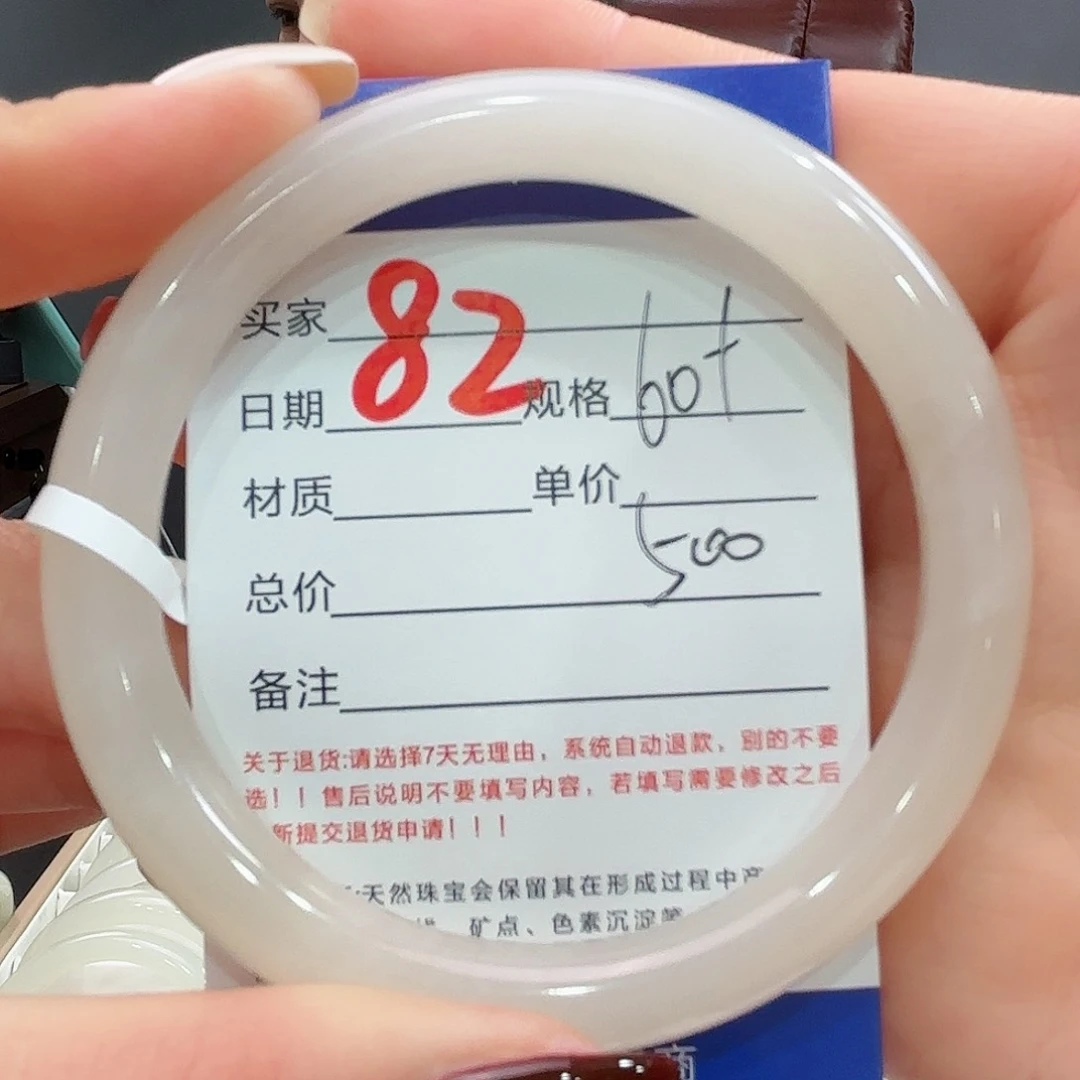 买家
82
日期 规格 60+
材质 单价
500
总价
备注
关于退货:请选择7天无理由，系统自动退款，别的不要
选！！售后说明不要填写内容，若填写需要修改之后
新提交退货申请！！！
天然珠宝会保留其在形成过程中产
矿点、色素沉淀等
商